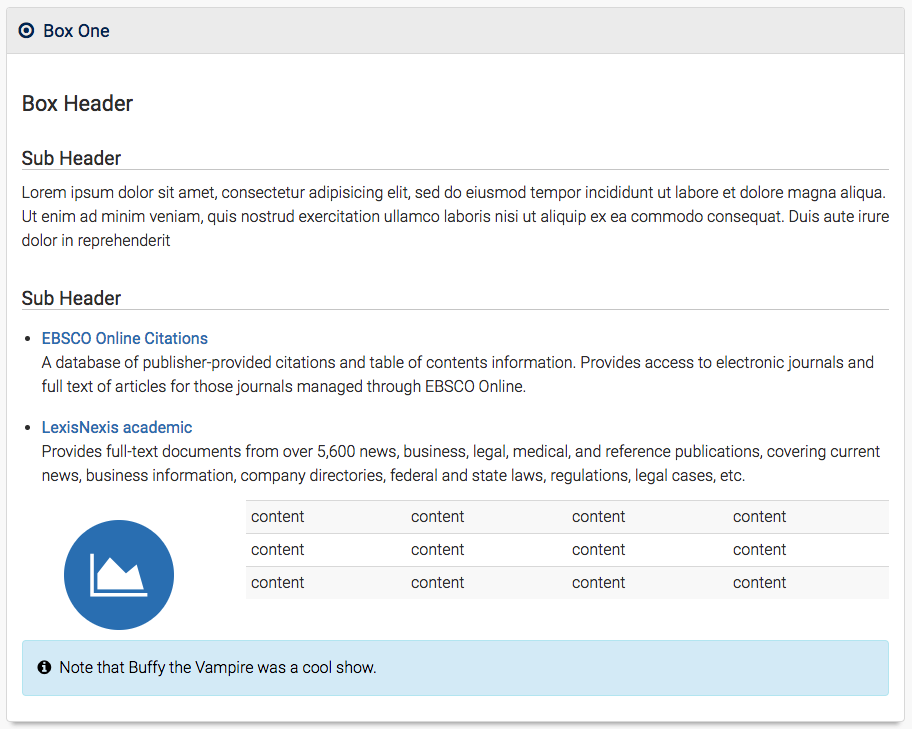 Box One
Box Header
Sub Header
Lorem ipsum dolor sit amet, consectetur adipisicing elit, sed do eiusmod tempor incididunt ut labore et dolore magna aliqua.
Ut enim ad minim veniam, quis nostrud exercitation ullamco laboris nisi ut aliquip ex ea commodo consequat. Duis aute irure
dolor in reprehenderit
Sub Header
EBSCO Online Citations
A database of publisher-provided citations and table of contents information. Provides access to electronic journals and
full text of articles for those journals managed through EBSCO Online.
LexisNexis academic
Provides full-text documents from over 5,600 news, business, legal, medical, and reference publications, covering current
news, business information, company directories, federal and state laws, regulations, legal cases, etc.
content content content content
content content content content
content content content content
Note that Buffy the Vampire was a cool show.